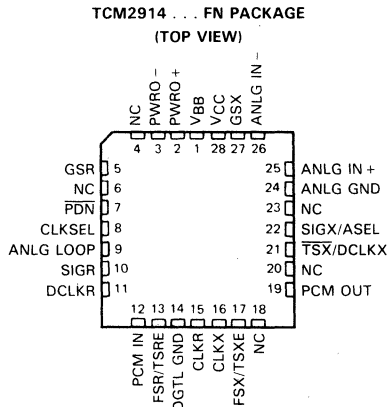 TCM2914 . . . FN PACKAGE
(TOP VIEW)
NC
PWRO −
PWRO +
VBB
VCC
GSX
ANLG IN −
4 3 2 1 28 27 26
GSR 5
NC 6
PDN 7
CLKSEL 8
ANLG LOOP 9
SIGR 10
DCLKR 11
25 ANLG IN +
24 ANLG GND
23 NC
22 SIGX/ASEL
21 TSX/DCLKX
20 NC
19 PCM OUT
12 13 14 15 16 17 18
PCM IN
FSR/TSRE
DGTL GND
CLKR
CLKX
FSX/TSXE
NC